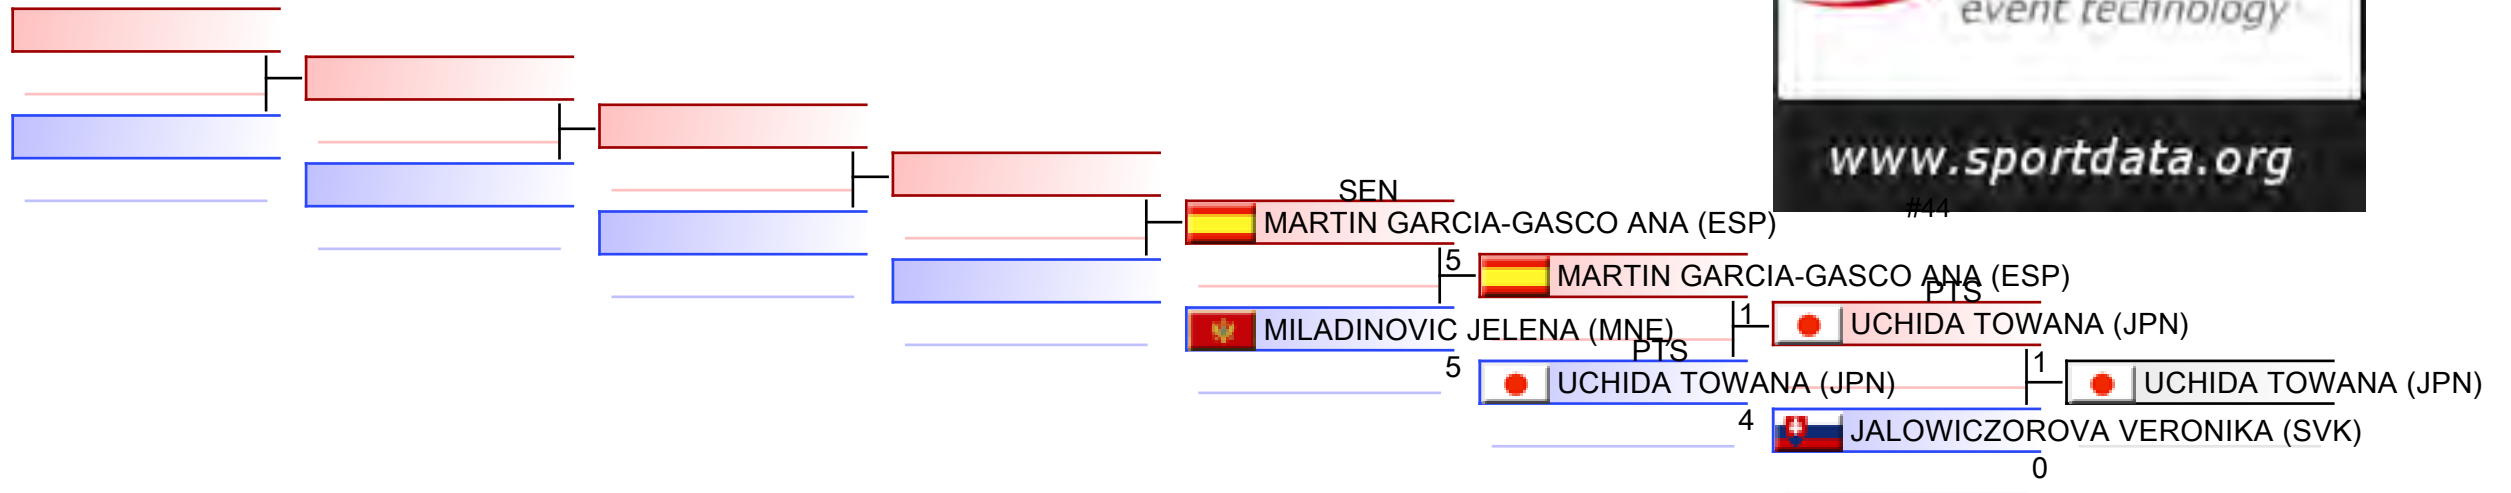 event technology
www.sportdata.org
SEN
#44
MARTIN GARCIA-GASCO ANA (ESP)
5
MARTIN GARCIA-GASCO ANA (ESP)
PTS
MILADINOVIC JELENA (MNE)
1
UCHIDA TOWANA (JPN)
PTS
5
UCHIDA TOWANA (JPN)
1
UCHIDA TOWANA (JPN)
4
JALOWICZOROVA VERONIKA (SVK)
0